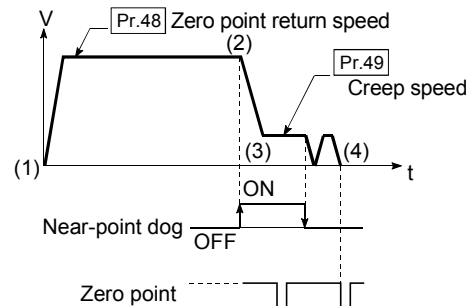 V
Pr.48 Zero point return speed
(2)
Pr.49
Creep speed
(1)
(3)
(4)
t
ON
Near-point dog
OFF
Zero point